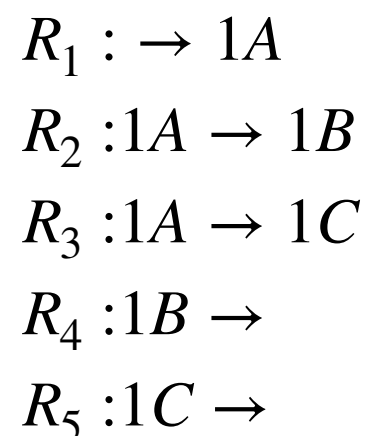 R₁ : → 1A
R₂ :1A → 1B
R₃ :1A → 1C
R₄ :1B →
R₅ :1C →